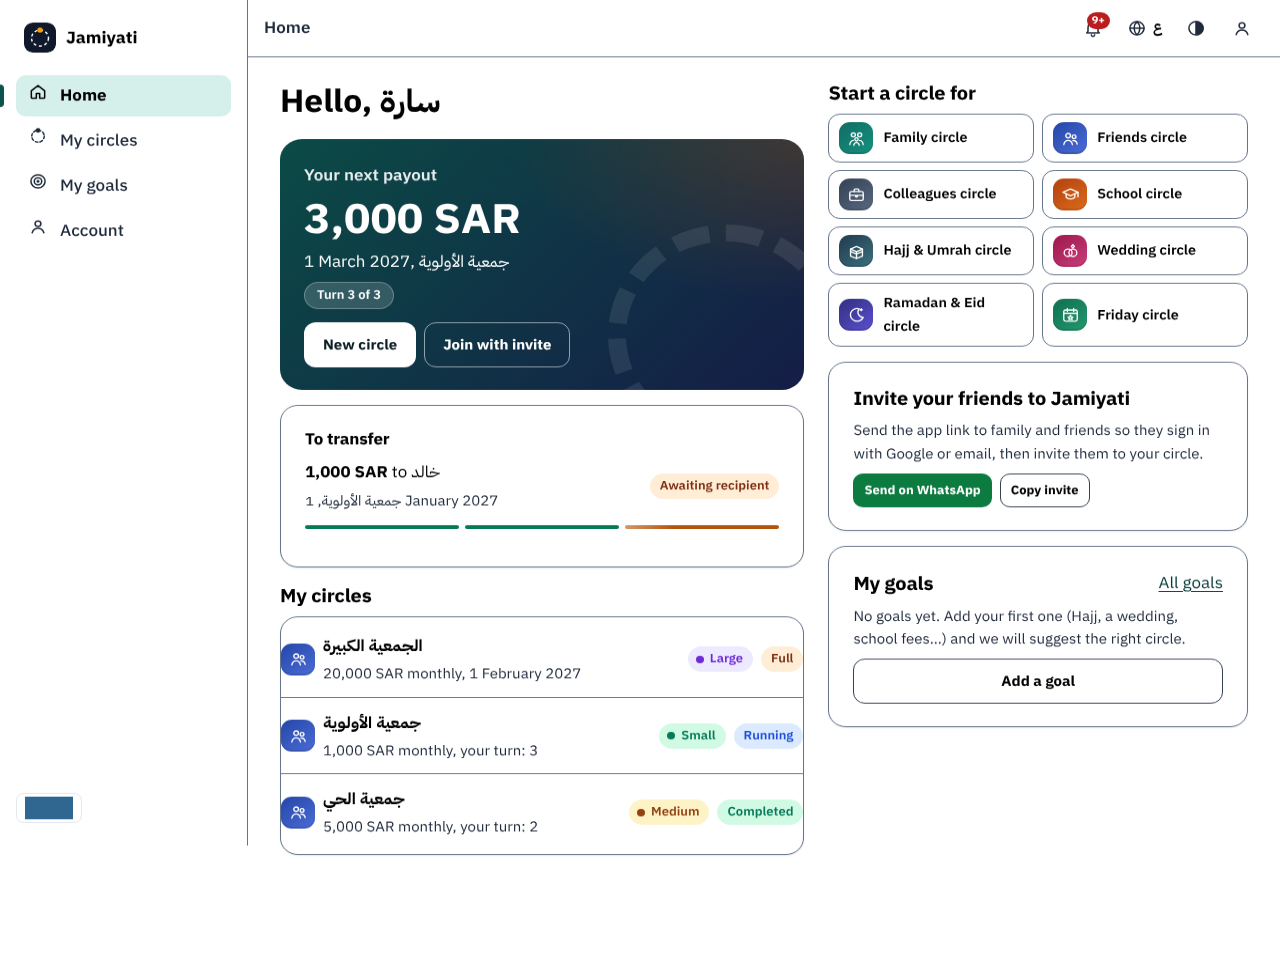 Jamiyati
Home
My circles
My goals
Account
Home
9+
ع
Hello, سارة
Your next payout
3,000 SAR
1 March 2027, جمعية الأولوية
Turn 3 of 3
New circle
Join with invite
To transfer
1,000 SAR to خالد
جمعية الأولوية, 1 January 2027
Awaiting recipient
My circles
الجمعية الكبيرة
20,000 SAR monthly, 1 February 2027
Large
Full
جمعية الأولوية
1,000 SAR monthly, your turn: 3
Small
Running
جمعية الحي
5,000 SAR monthly, your turn: 2
Medium
Completed
Start a circle for
Family circle
Friends circle
Colleagues circle
School circle
Hajj & Umrah circle
Wedding circle
Ramadan & Eid
circle
Friday circle
Invite your friends to Jamiyati
Send the app link to family and friends so they sign in
with Google or email, then invite them to your circle.
Send on WhatsApp
Copy invite
My goals
All goals
No goals yet. Add your first one (Hajj, a wedding,
school fees...) and we will suggest the right circle.
Add a goal